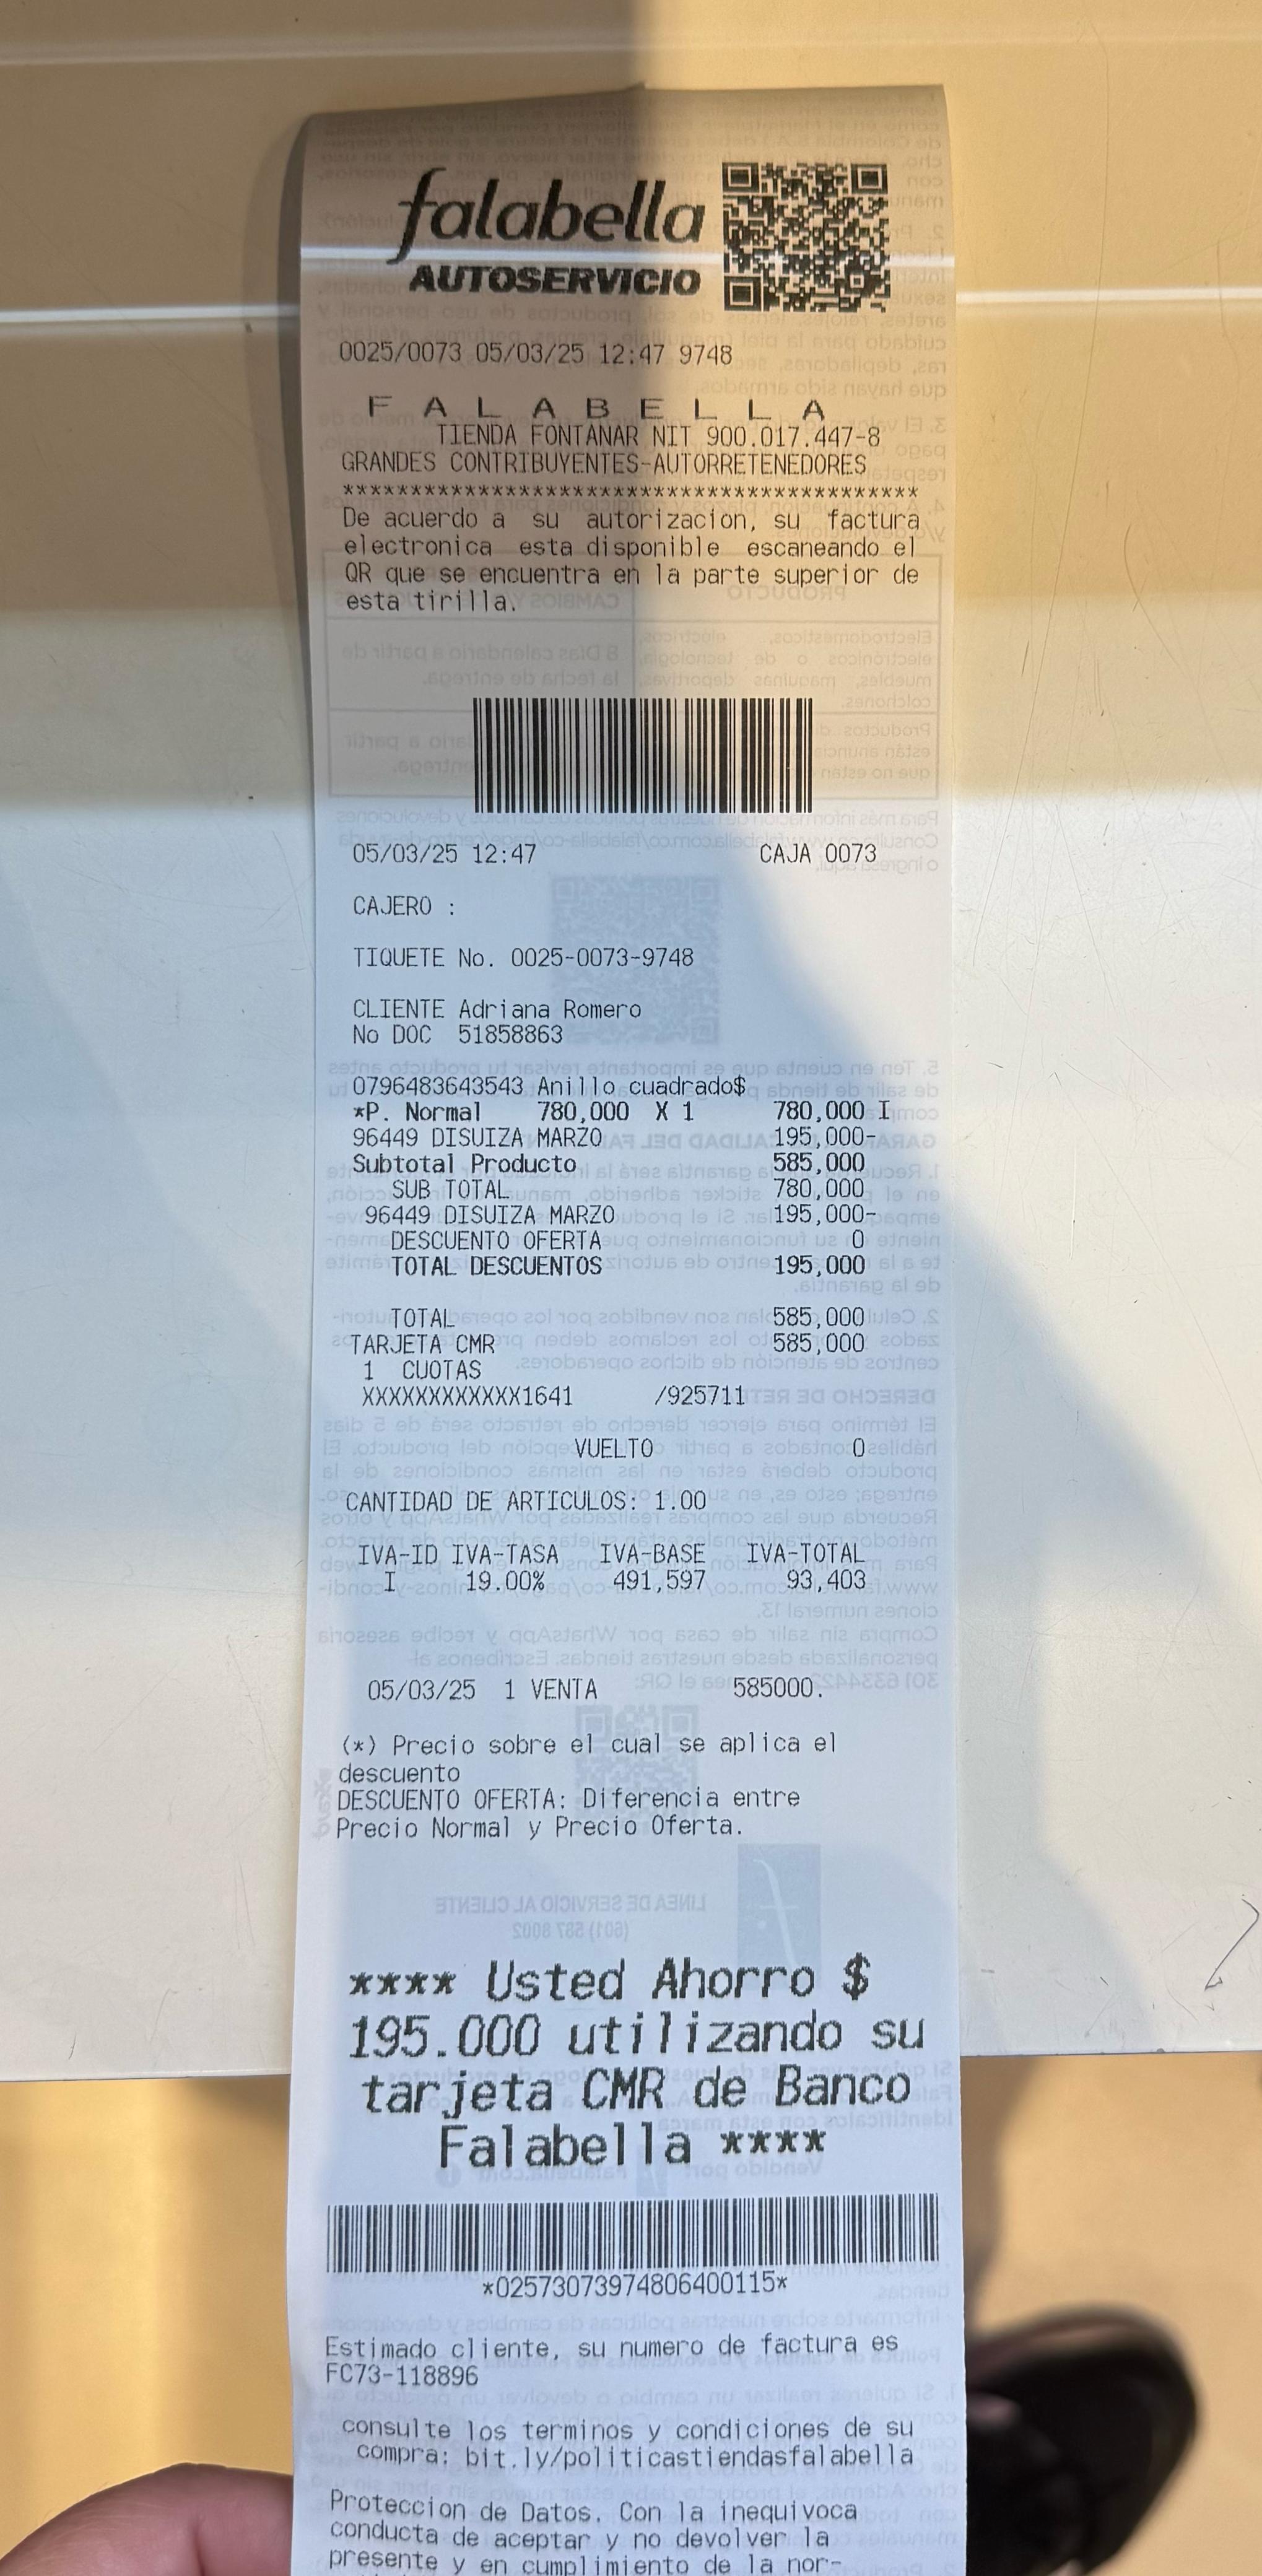 falabella
AUTOSERVICIO
0025/0073 05/03/25 12:47 9748
F A L A B E L L A
TIENDA FONTANAR NIT 900.017.447-8
GRANDES CONTRIBUYENTES-AUTORRETENEDORES
*******************************************
De acuerdo a su autorizacion, su factura
electronica esta disponible escaneando el
QR que se encuentra en la parte superior de
esta tirilla.
05/03/25 12:47 CAJA 0073
CAJERO :
TIQUETE No. 0025-0073-9748
CLIENTE Adriana Romero
No DOC 51858863
0796483643543 Anillo cuadrado$
*P. Normal 780,000 X 1 780,000 I
96449 DISUIZA MARZO 195,000-
Subtotal Producto 585,000
SUB TOTAL 780,000
96449 DISUIZA MARZO 195,000-
DESCUENTO OFERTA 0
TOTAL DESCUENTOS 195,000
TOTAL 585,000
TARJETA CMR 585,000
1 CUOTAS
XXXXXXXXXXXX1641 /925711
VUELTO 0
CANTIDAD DE ARTICULOS: 1.00
IVA-ID IVA-TASA IVA-BASE IVA-TOTAL
I 19.00% 491,597 93,403
05/03/25 1 VENTA 585000.
(*) Precio sobre el cual se aplica el
descuento
DESCUENTO OFERTA: Diferencia entre
Precio Normal y Precio Oferta.
**** Usted Ahorro $
195.000 utilizando su
tarjeta CMR de Banco
Falabella ****
*02573073974806400115*
Estimado cliente, su numero de factura es
FC73-118896
consulte los terminos y condiciones de su
compra: bit.ly/politicastiendasfalabella
Proteccion de Datos. Con la inequivoca
conducta de aceptar y no devolver la
presente y en cumplimiento de la nor-